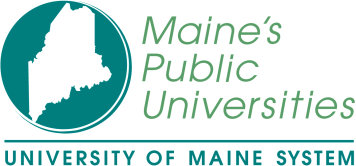 Maine's
Public
Universities
UNIVERSITY OF MAINE SYSTEM